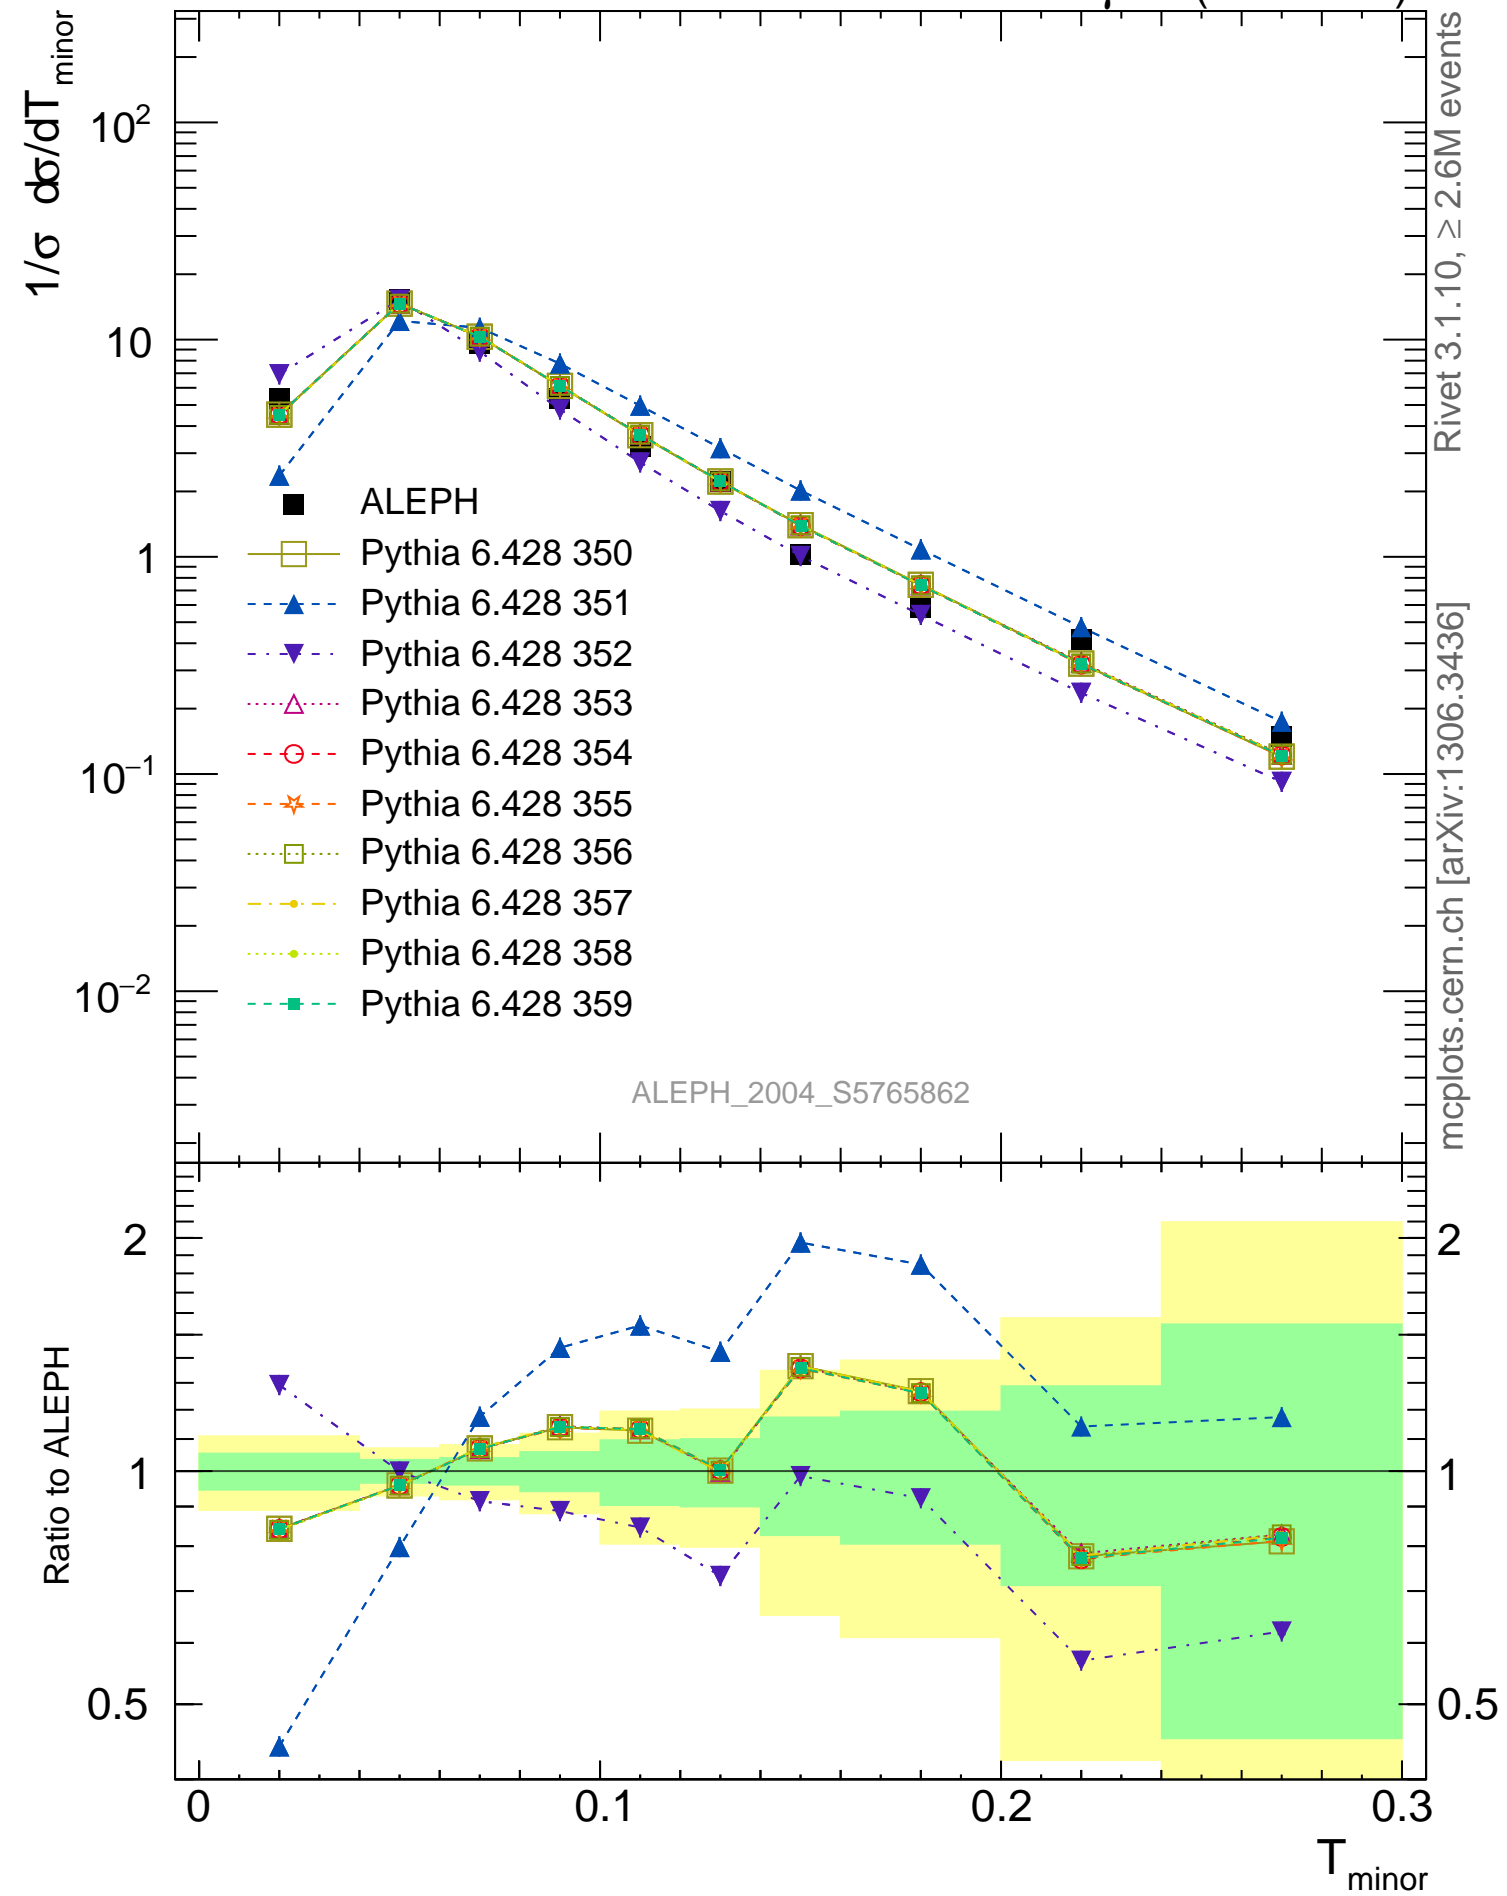 1/σ dσ/dT_minor
10²
10
1
10⁻¹
10⁻²
ALEPH
Pythia 6.428 350
Pythia 6.428 351
Pythia 6.428 352
Pythia 6.428 353
Pythia 6.428 354
Pythia 6.428 355
Pythia 6.428 356
Pythia 6.428 357
Pythia 6.428 358
Pythia 6.428 359
ALEPH_2004_S5765862
Rivet 3.1.10, ≥ 2.6M events
mcplots.cern.ch [arXiv:1306.3436]
Ratio to ALEPH
2
1
0.5
2
1
0.5
0
0.1
0.2
0.3
T_minor